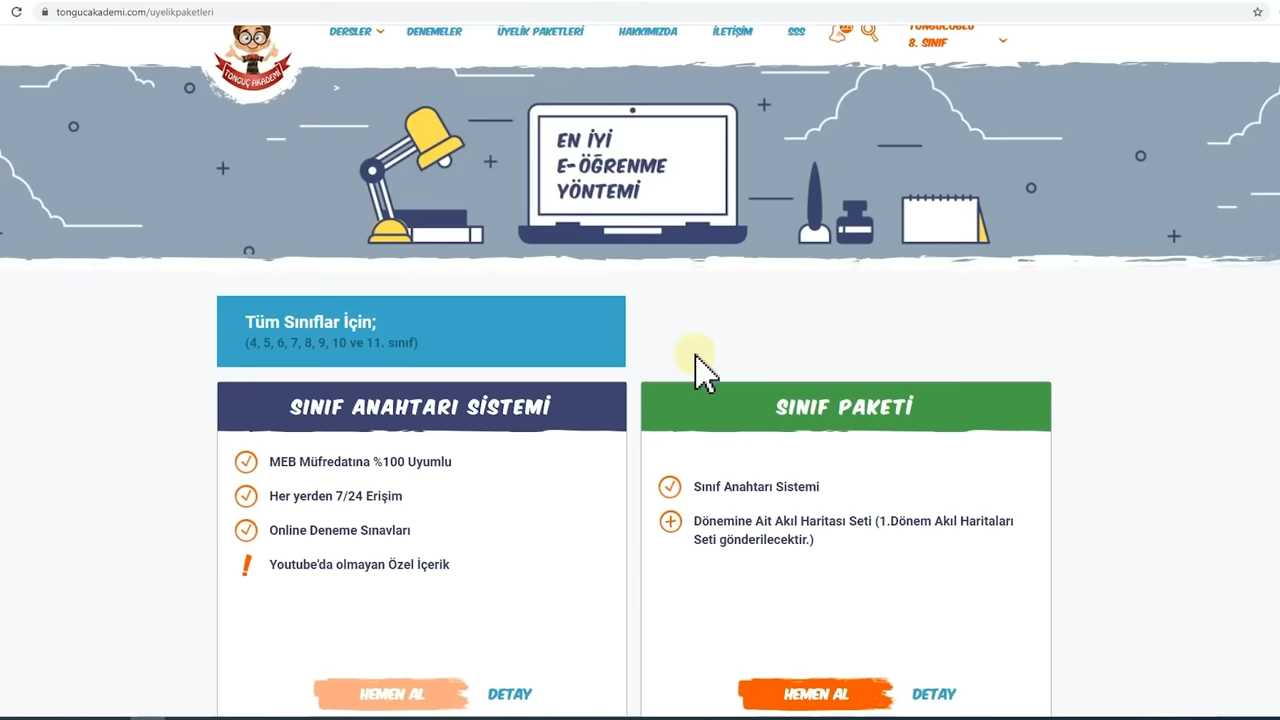 tongucakademi.com/uyelikpaketleri
DERSLER
DENEMELER
ÜYELİK PAKETLERİ
HAKKIMIZDA
İLETİŞİM
SSS
TONGUÇOĞLU
8. SINIF
TONGUÇ AKADEMİ
EN İYİ
E-ÖĞRENME
YÖNTEMİ
Tüm Sınıflar İçin;
(4, 5, 6, 7, 8, 9, 10 ve 11. sınıf)
SINIF ANAHTARI SİSTEMİ
MEB Müfredatına %100 Uyumlu
Her yerden 7/24 Erişim
Online Deneme Sınavları
Youtube'da olmayan Özel İçerik
HEMEN AL
DETAY
SINIF PAKETİ
Sınıf Anahtarı Sistemi
Dönemine Ait Akıl Haritası Seti (1.Dönem Akıl Haritaları
Seti gönderilecektir.)
HEMEN AL
DETAY